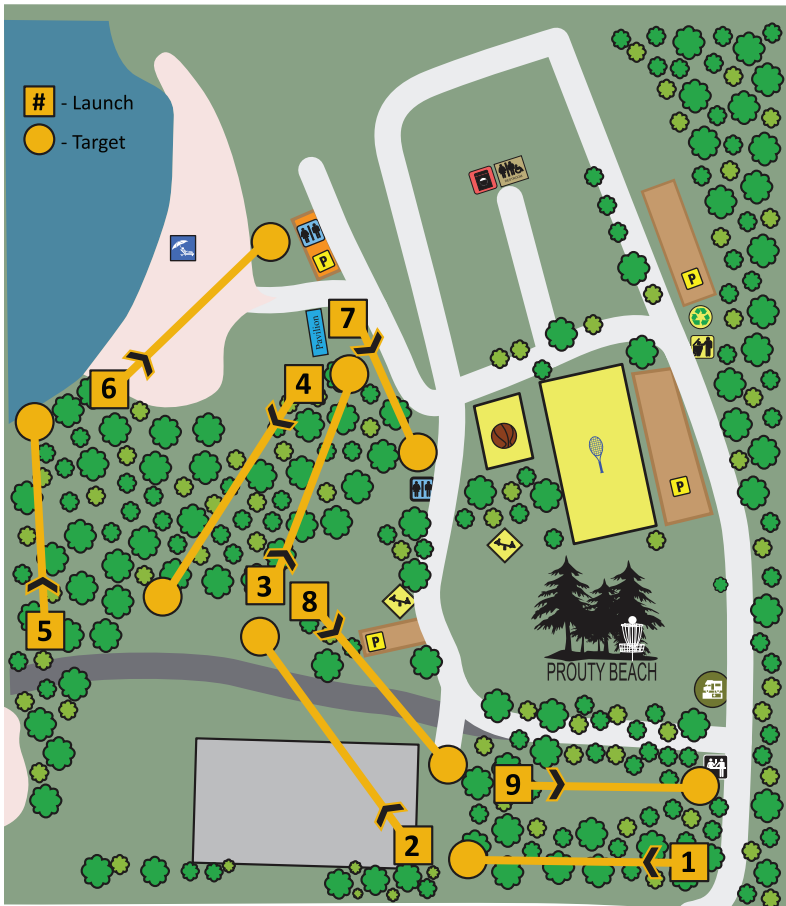 # - Launch
- Target
P
P
7
Pavilion
4
6
P
3
8
5
P
PROUTY BEACH
9
2
1